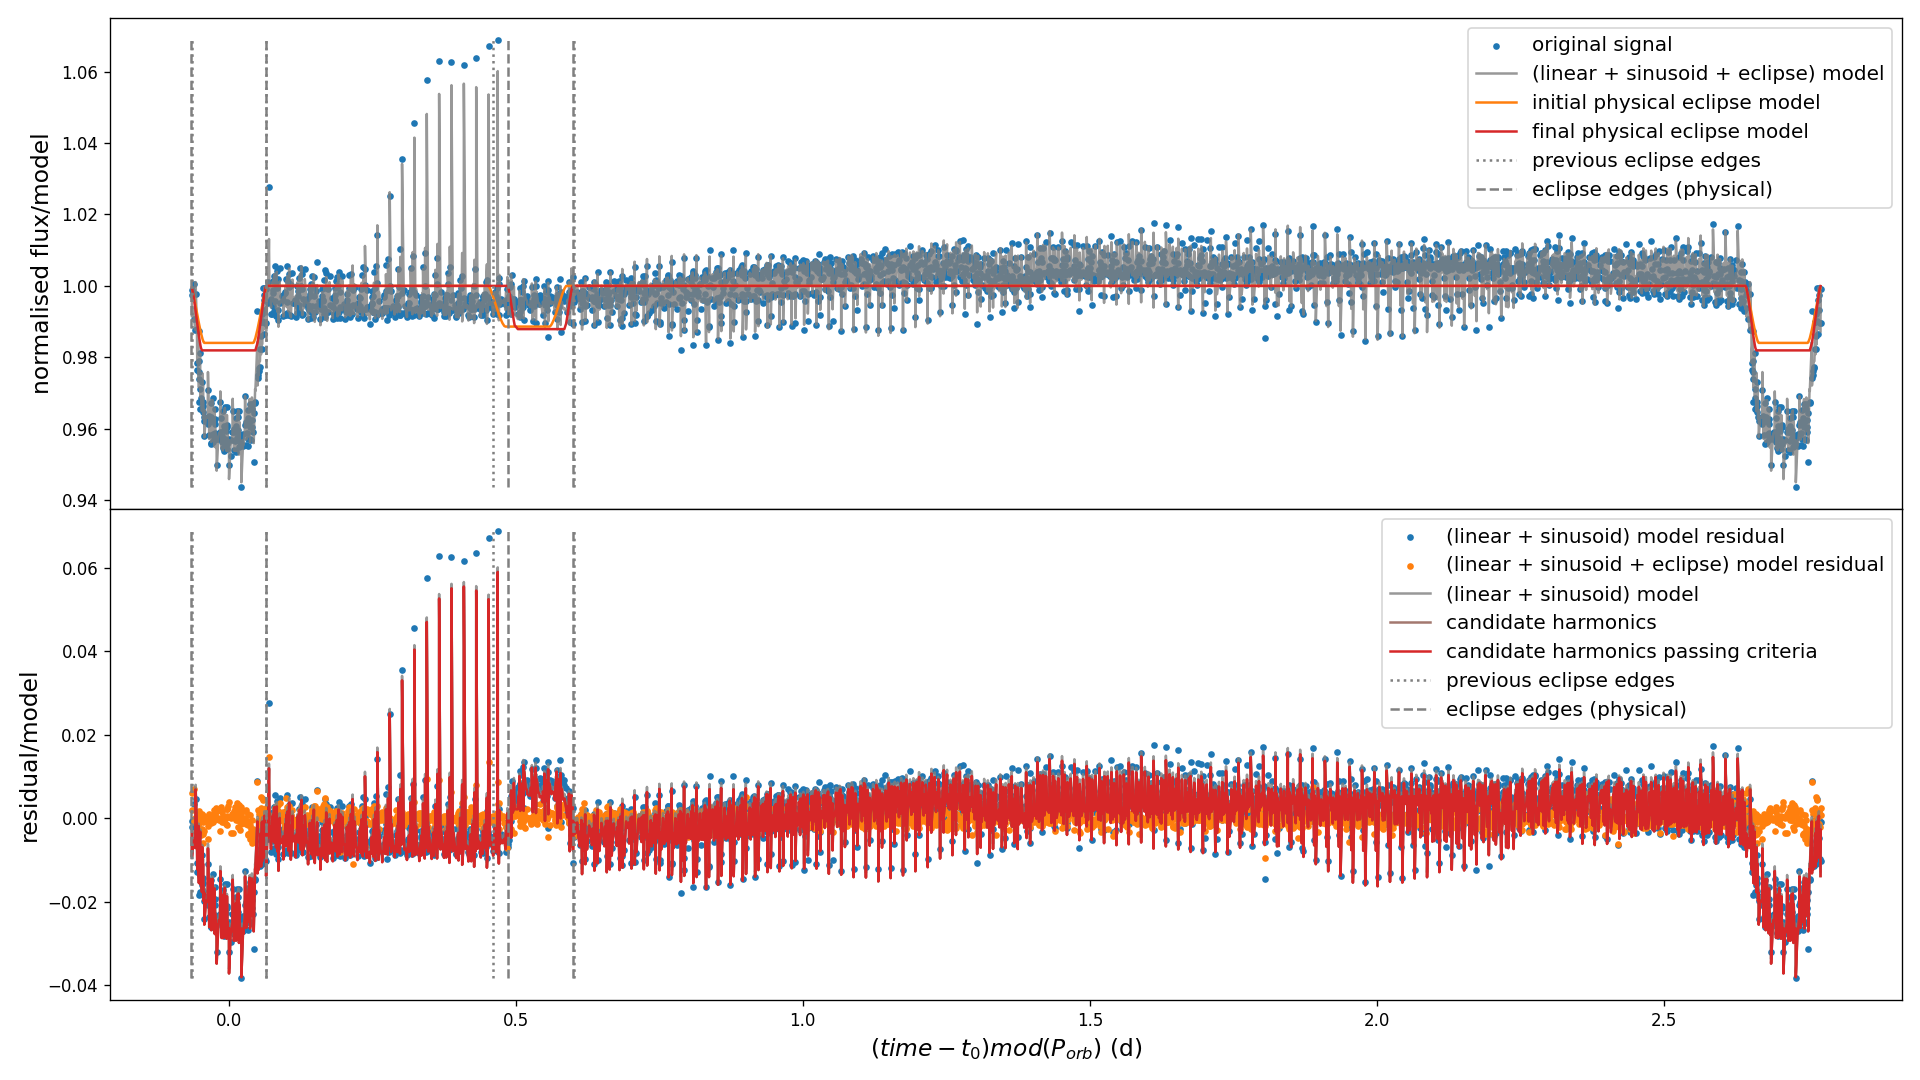 normalised flux/model
1.06
1.04
1.02
1.00
0.98
0.96
0.94
original signal
(linear + sinusoid + eclipse) model
initial physical eclipse model
final physical eclipse model
previous eclipse edges
eclipse edges (physical)
residual/model
0.06
0.04
0.02
0.00
−0.02
−0.04
(linear + sinusoid) model residual
(linear + sinusoid + eclipse) model residual
(linear + sinusoid) model
candidate harmonics
candidate harmonics passing criteria
previous eclipse edges
eclipse edges (physical)
0.0 0.5 1.0 1.5 2.0 2.5
(time − t₀)mod(Pₒᵣb) (d)